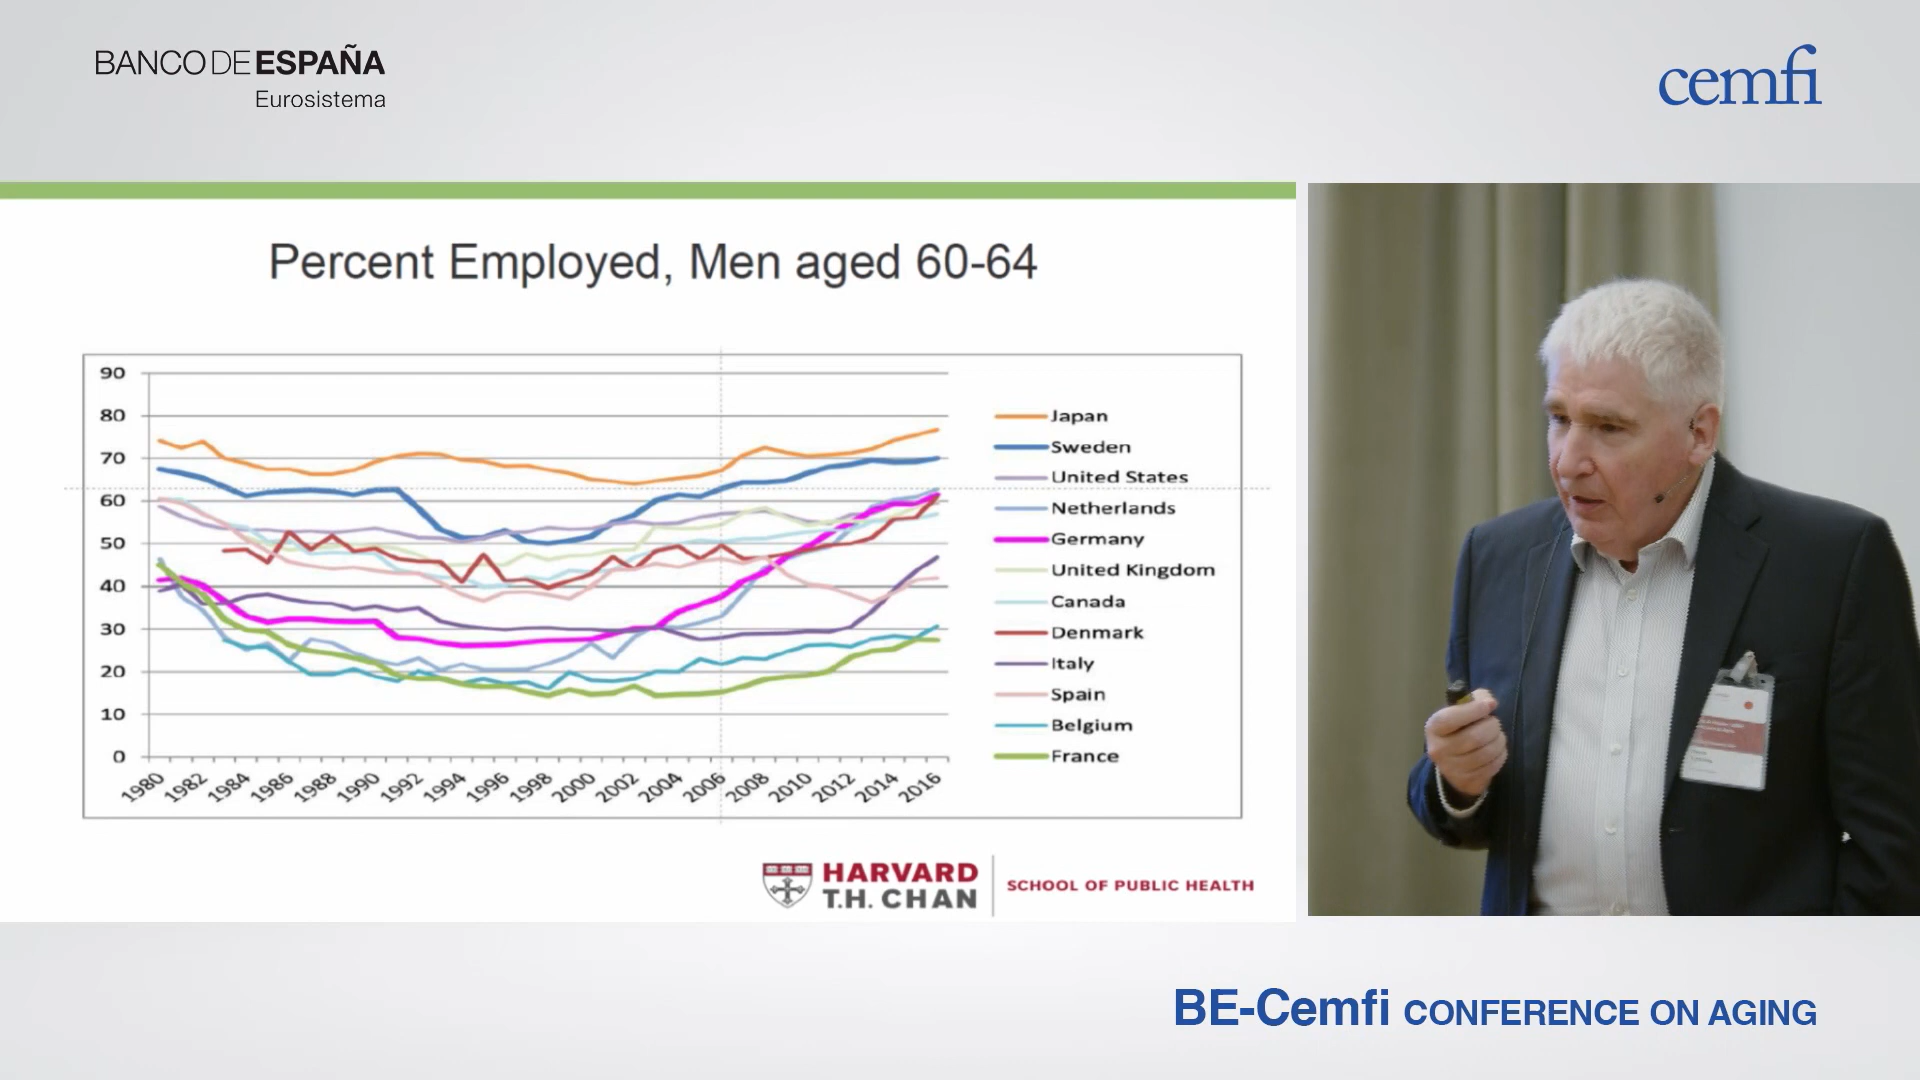 BANCO DE ESPAÑA
Eurosistema
cemfi
Percent Employed, Men aged 60-64
90
80
70
60
50
40
30
20
10
0
1980 1982 1984 1986 1988 1990 1992 1994 1996 1998 2000 2002 2004 2006 2008 2010 2012 2014 2016
Japan
Sweden
United States
Netherlands
Germany
United Kingdom
Canada
Denmark
Italy
Spain
Belgium
France
HARVARD
T.H. CHAN
SCHOOL OF PUBLIC HEALTH
BE-Cemfi CONFERENCE ON AGING